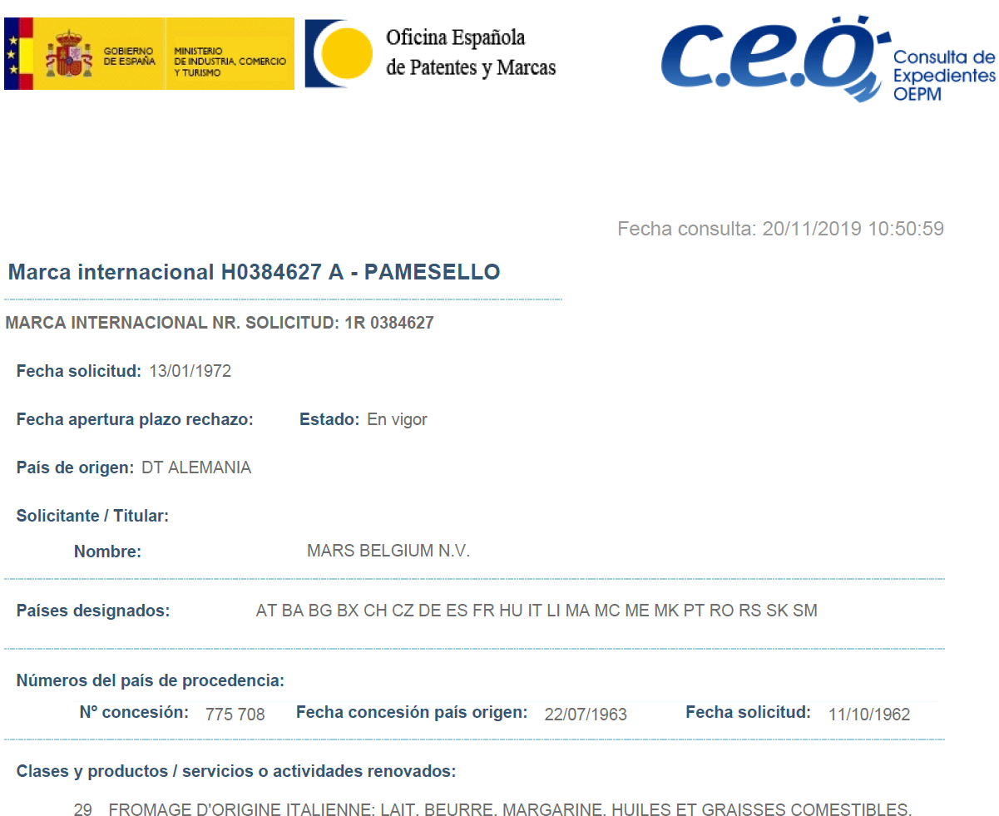 GOBIERNO
DE ESPAÑA
MINISTERIO
DE INDUSTRIA, COMERCIO
Y TURISMO
Oficina Española
de Patentes y Marcas
c.e.o.
Consulta de
Expedientes
OEPM
Fecha consulta: 20/11/2019 10:50:59
Marca internacional H0384627 A - PAMESELLO
MARCA INTERNACIONAL NR. SOLICITUD: 1R 0384627
Fecha solicitud: 13/01/1972
Fecha apertura plazo rechazo: Estado: En vigor
País de origen: DT ALEMANIA
Solicitante / Titular:
Nombre: MARS BELGIUM N.V.
Países designados: AT BA BG BX CH CZ DE ES FR HU IT LI MA MC ME MK PT RO RS SK SM
Números del país de procedencia:
Nº concesión: 775 708 Fecha concesión país origen: 22/07/1963 Fecha solicitud: 11/10/1962
Clases y productos / servicios o actividades renovados:
29 FROMAGE D'ORIGINE ITALIENNE; LAIT, BEURRE, MARGARINE, HUILES ET GRAISSES COMESTIBLES.